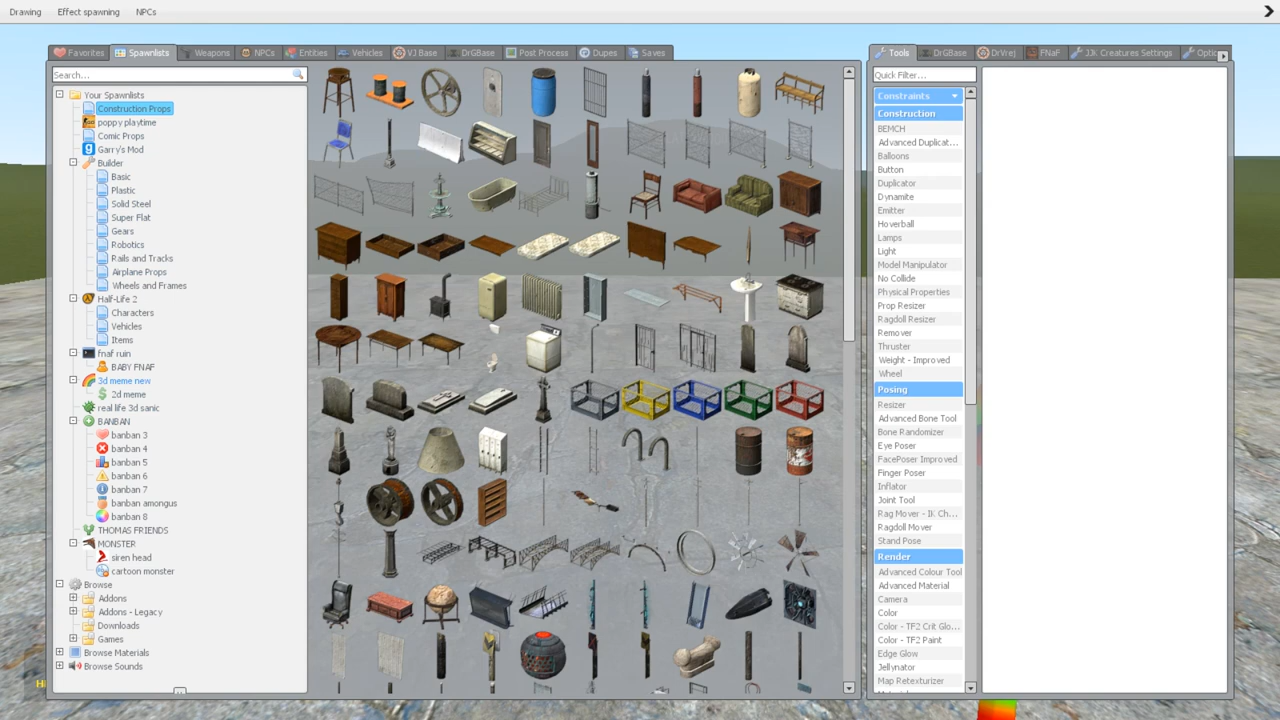 Drawing Effect spawning NPCs
Favorites Spawnlists Weapons NPCs Entities Vehicles VJ Base DrGBase Post Process Dupes Saves
Search...
Your Spawnlists
Construction Props
poppy playtime
Comic Props
Garry's Mod
Builder
Basic
Plastic
Solid Steel
Super Flat
Gears
Robotics
Rails and Tracks
Airplane Props
Wheels and Frames
Half-Life 2
Characters
Vehicles
Items
fnaf ruin
BABY FNAF
3d meme new
2d meme
real life 3d sanic
BANBAN
banban 3
banban 4
banban 5
banban 6
banban 7
banban amongus
banban 8
THOMAS FRIENDS
MONSTER
siren head
cartoon monster
Browse
Addons
Addons - Legacy
Downloads
Games
Browse Materials
Browse Sounds
Tools DrGBase DrVrej FNaF JJK Creatures Settings
Quick Filter...
Constraints
Construction
BEMCH
Advanced Duplicat...
Balloons
Button
Duplicator
Dynamite
Emitter
Hoverball
Lamps
Light
Model Manipulator
No Collide
Physical Properties
Prop Resizer
Ragdoll Resizer
Remover
Thruster
Weight - Improved
Wheel
Posing
Resizer
Advanced Bone Tool
Bone Randomizer
Eye Poser
FacePoser Improved
Finger Poser
Inflator
Joint Tool
Rag Mover - IK Ch...
Ragdoll Mover
Stand Pose
Render
Advanced Colour Tool
Advanced Material
Camera
Color
Color - TF2 Crit Glo...
Color - TF2 Paint
Edge Glow
Jellynator
Map Retexturizer